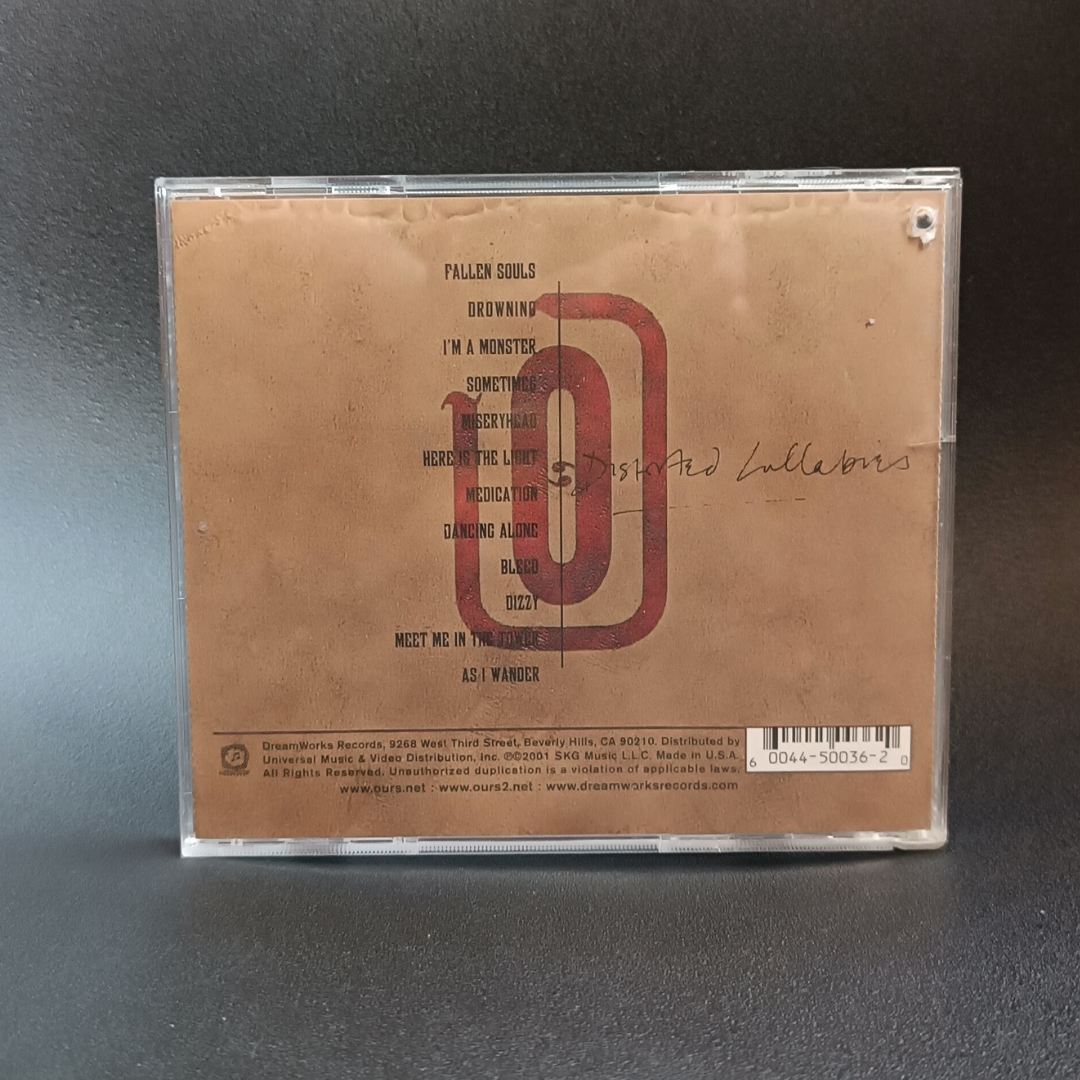 FALLEN SOULS
DROWNING
I'M A MONSTER
SOMETIMES
MISERYHEAD
HERE IS THE LIGHT
MEDICATION
DANCING ALONE
BLEED
DIZZY
MEET ME IN THE TOWER
AS I WANDER
Distorted Lullabies
DreamWorks Records, 9268 West Third Street, Beverly Hills, CA 90210. Distributed by
Universal Music & Video Distribution, Inc. ℗©2001 SKG Music L.L.C. Made in U.S.A.
All Rights Reserved. Unauthorized duplication is a violation of applicable laws.
www.ours.net : www.ours2.net : www.dreamworksrecords.com
6 0044-50036-2 0